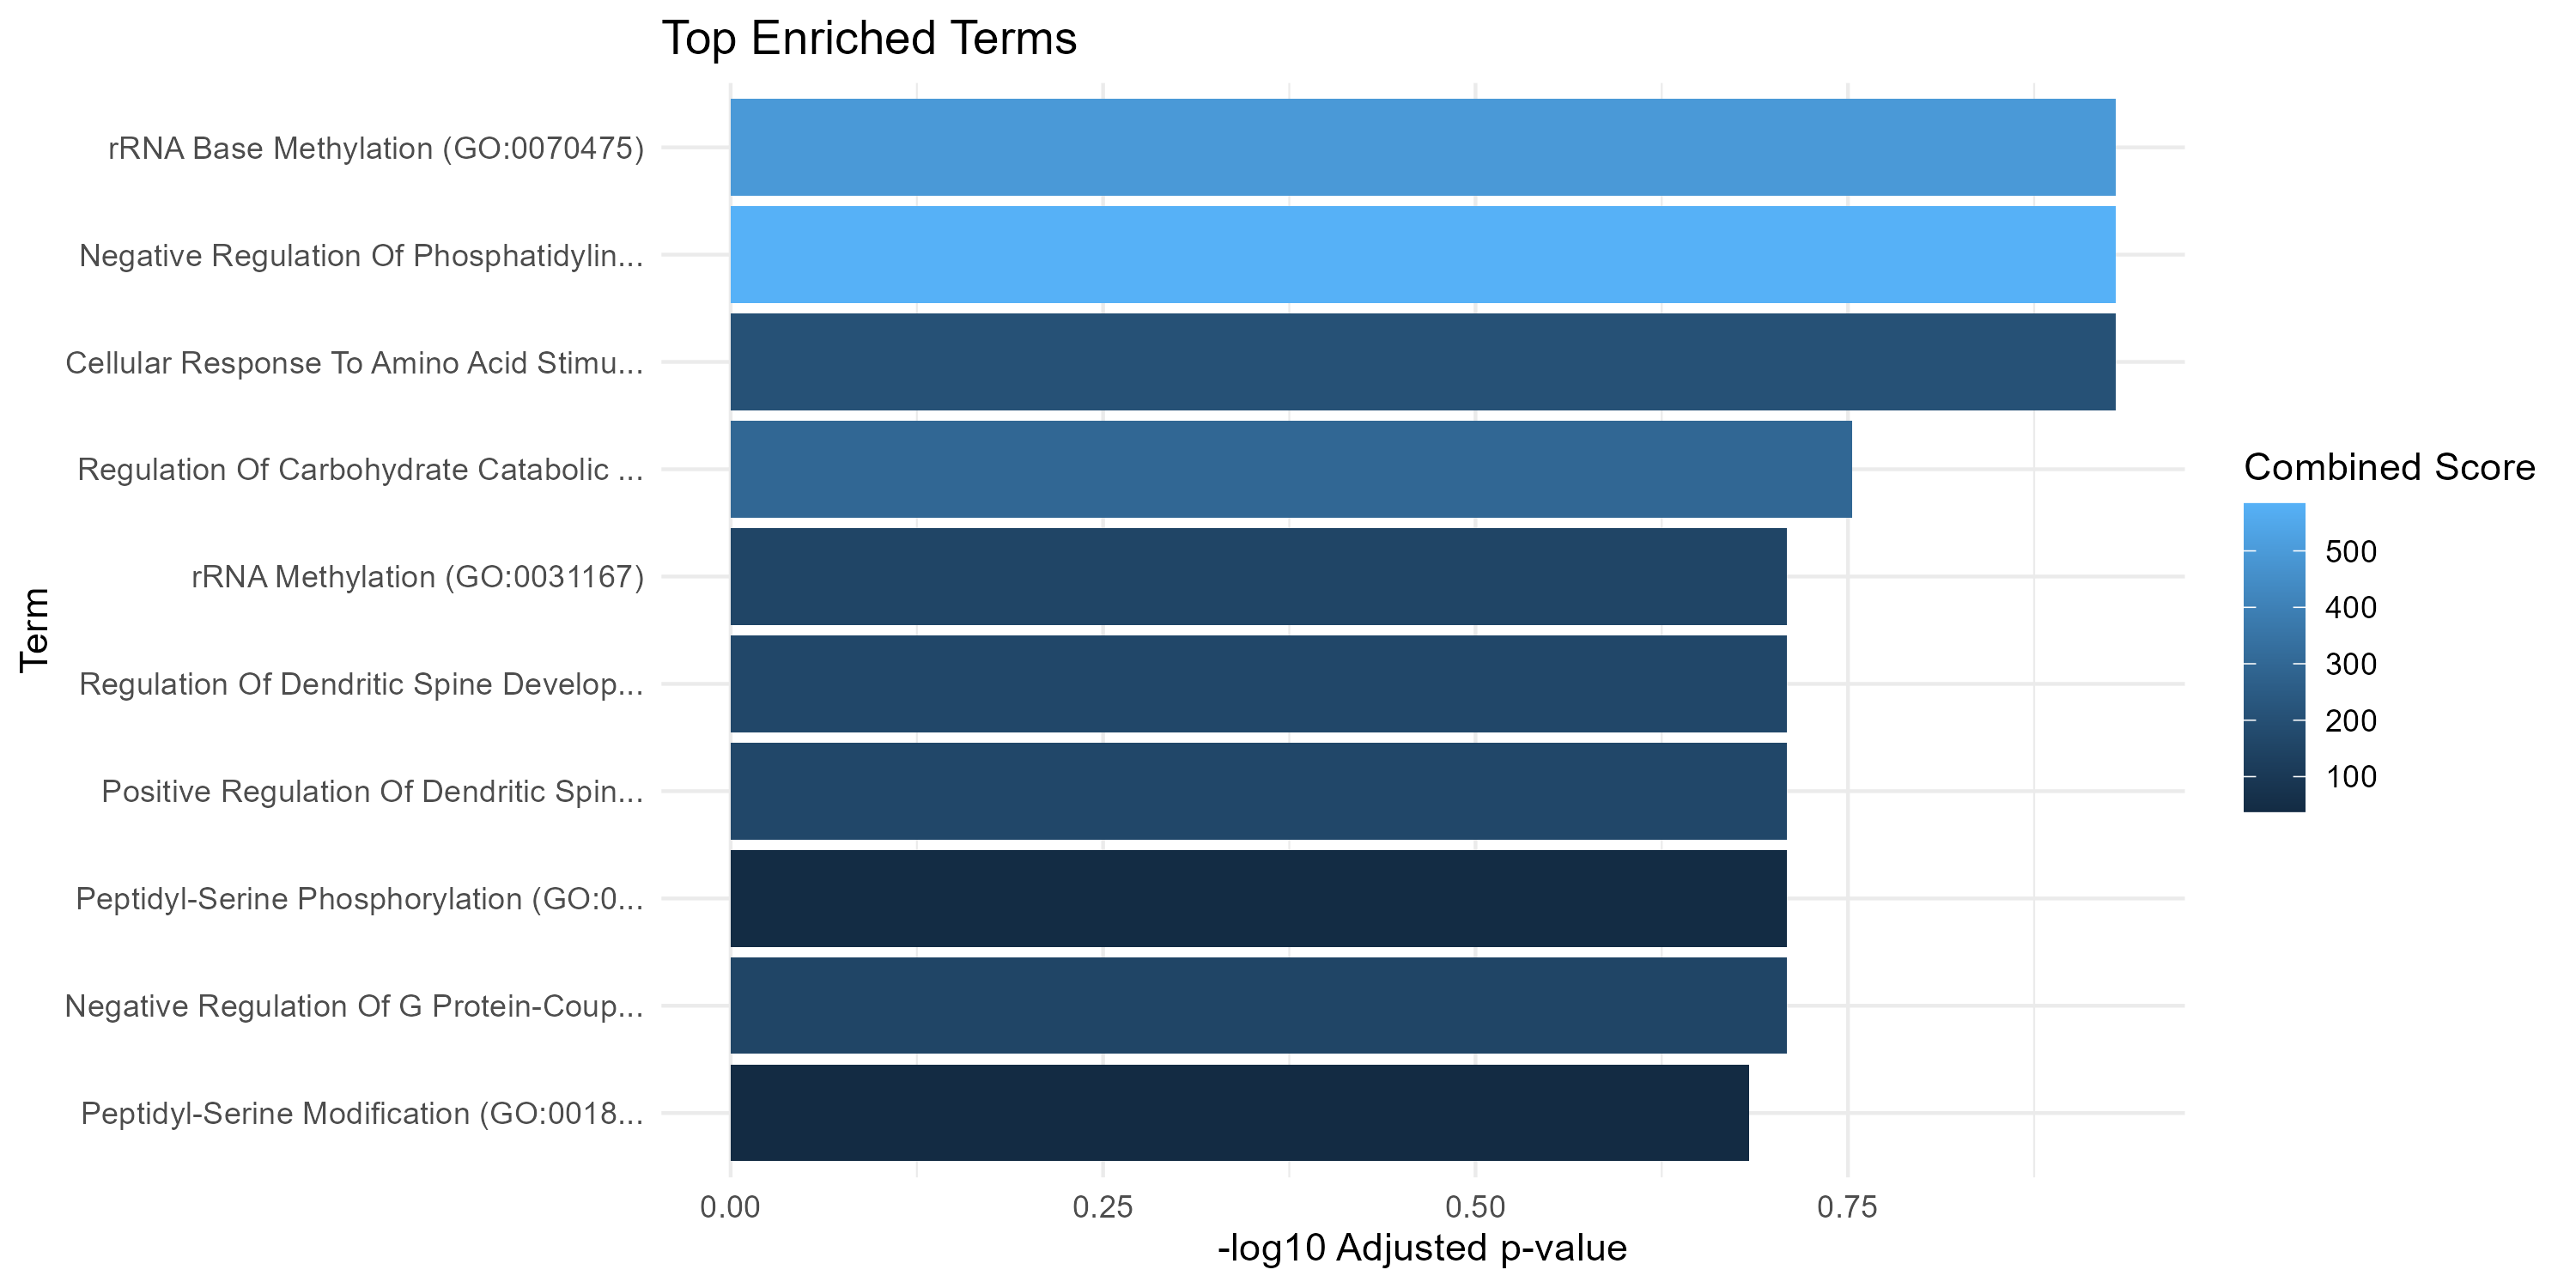 Top Enriched Terms
rRNA Base Methylation (GO:0070475)
Negative Regulation Of Phosphatidylin...
Cellular Response To Amino Acid Stimu...
Regulation Of Carbohydrate Catabolic ...
rRNA Methylation (GO:0031167)
Regulation Of Dendritic Spine Develop...
Positive Regulation Of Dendritic Spin...
Peptidyl-Serine Phosphorylation (GO:0...
Negative Regulation Of G Protein-Coup...
Peptidyl-Serine Modification (GO:0018...
Term
0.00 0.25 0.50 0.75
-log10 Adjusted p-value
Combined Score
500
400
300
200
100